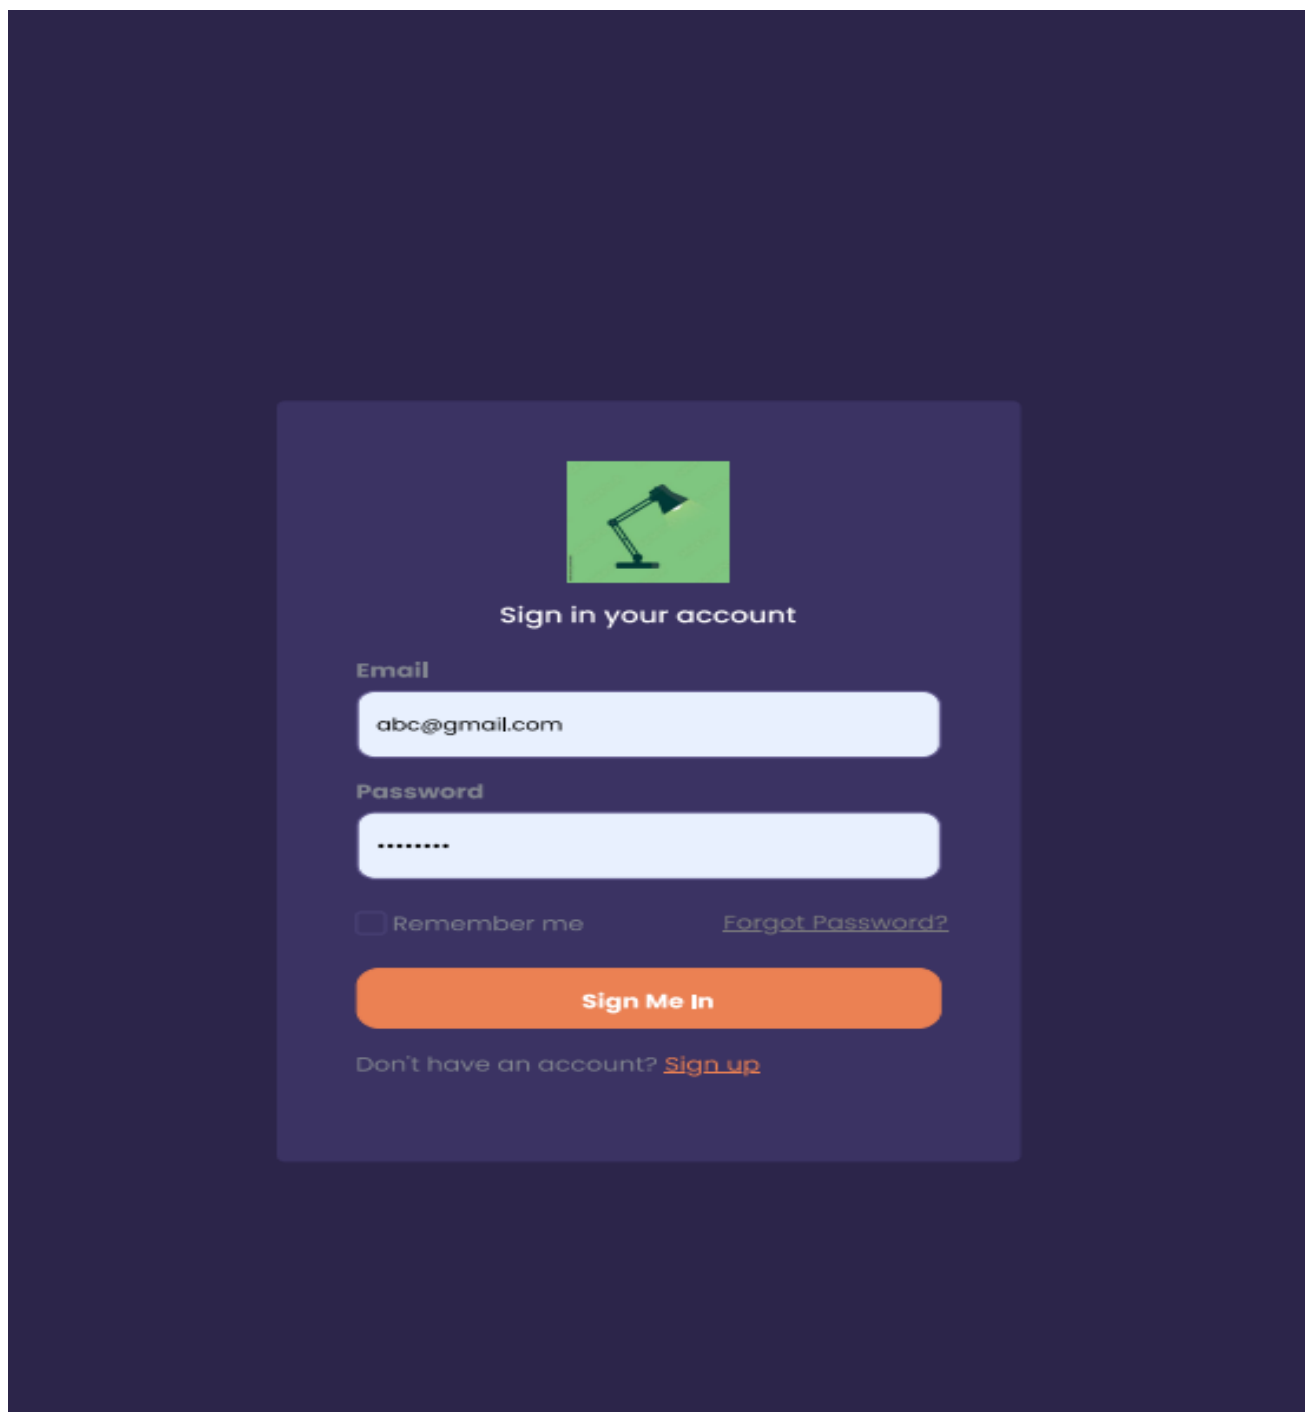 Sign in your account
Email
abc@gmail.com
Password
••••••••
Remember me Forgot Password?
Sign Me In
Don't have an account? Sign up